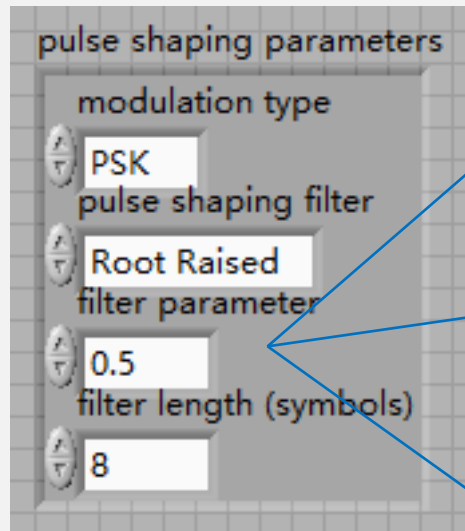 pulse shaping parameters
modulation type
PSK
pulse shaping filter
Root Raised
filter parameter
0.5
filter length (symbols)
8